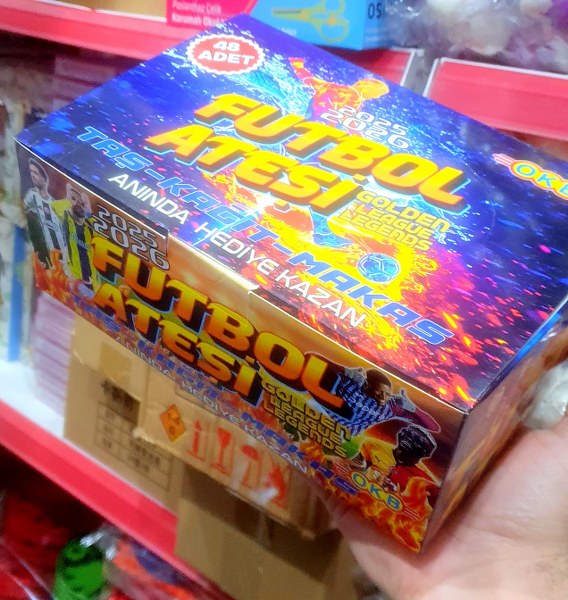 48
ADET
2025
2026
FUTBOL
ATEŞİ
GOLDEN
LEAGUE
LEGENDS
TAŞ-KAĞIT-MAKAS
ANINDA HEDİYE KAZAN
OKB
2025
2026
FUTBOL
ATEŞİ
GOLDEN
LEAGUE
LEGENDS
OKB
05